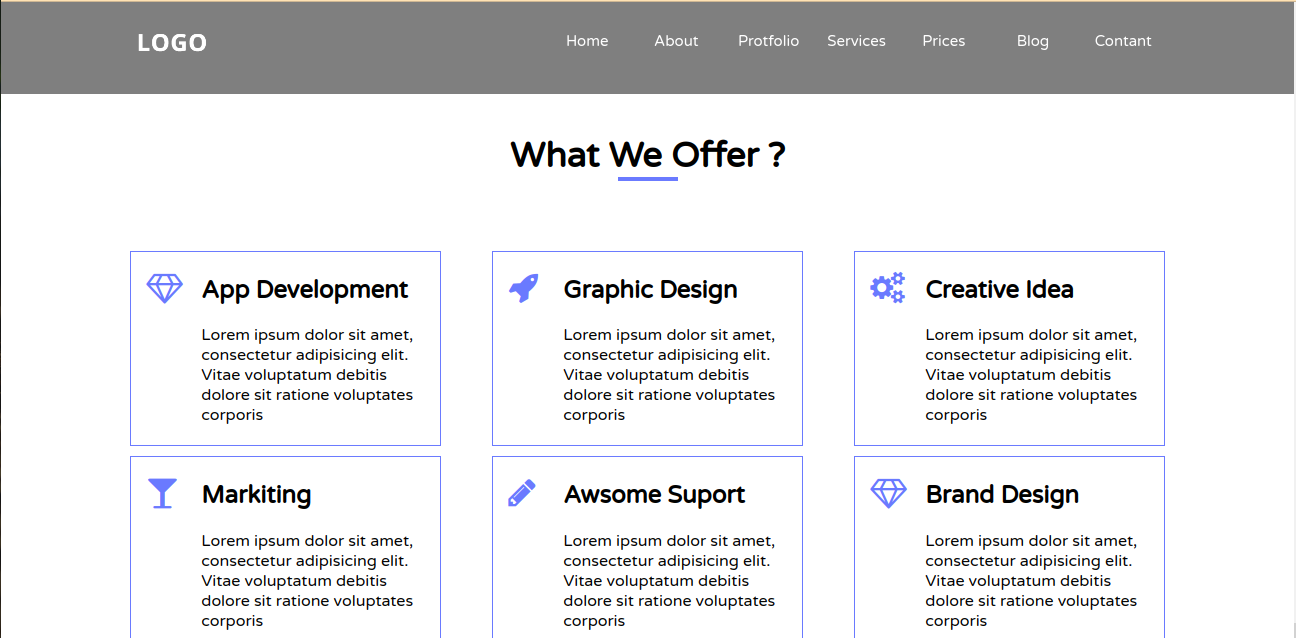 LOGO Home About Protfolio Services Prices Blog Contant
What We Offer ?
App Development
Lorem ipsum dolor sit amet,
consectetur adipisicing elit.
Vitae voluptatum debitis
dolore sit ratione voluptates
corporis
Graphic Design
Lorem ipsum dolor sit amet,
consectetur adipisicing elit.
Vitae voluptatum debitis
dolore sit ratione voluptates
corporis
Creative Idea
Lorem ipsum dolor sit amet,
consectetur adipisicing elit.
Vitae voluptatum debitis
dolore sit ratione voluptates
corporis
Markiting
Lorem ipsum dolor sit amet,
consectetur adipisicing elit.
Vitae voluptatum debitis
dolore sit ratione voluptates
corporis
Awsome Suport
Lorem ipsum dolor sit amet,
consectetur adipisicing elit.
Vitae voluptatum debitis
dolore sit ratione voluptates
corporis
Brand Design
Lorem ipsum dolor sit amet,
consectetur adipisicing elit.
Vitae voluptatum debitis
dolore sit ratione voluptates
corporis